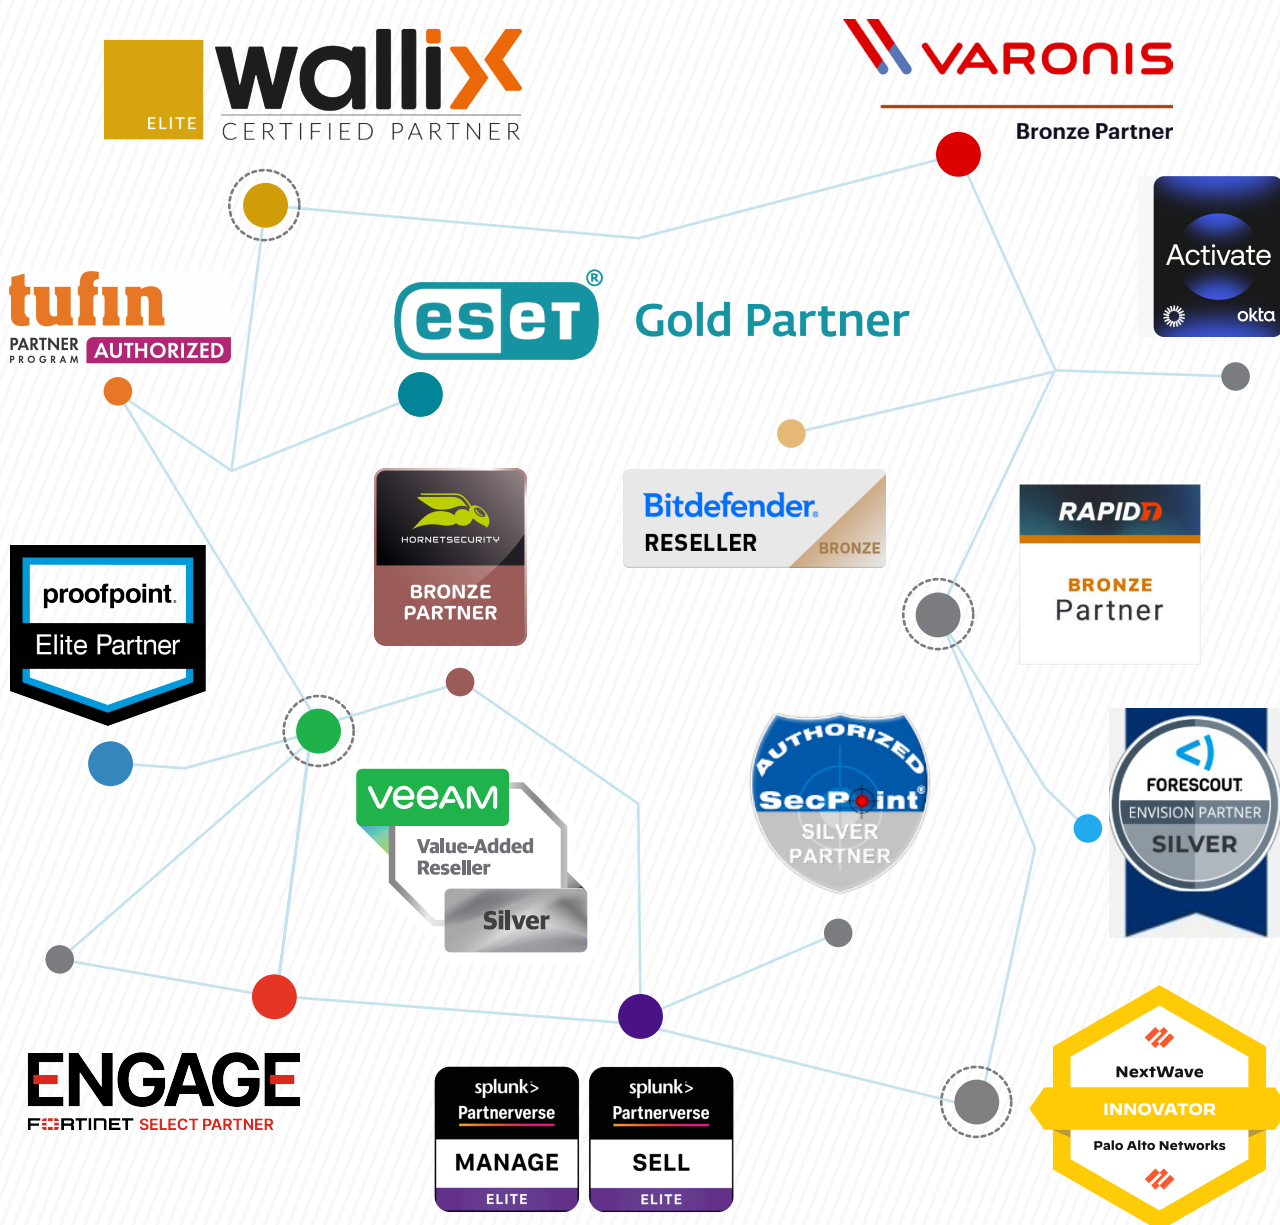 ELITE
wallix
CERTIFIED PARTNER
VARONIS
Bronze Partner
Activate
okta
tufin
PARTNER
PROGRAM
AUTHORIZED
eseT®
Gold Partner
HORNETSECURITY
BRONZE
PARTNER
Bitdefender®
RESELLER
BRONZE
RAPID7
BRONZE
Partner
proofpoint.
Elite Partner
veeAM
Value-Added
Reseller
Silver
AUTHORIZED
SecPoint®
SILVER
PARTNER
FORESCOUT.
ENVISION PARTNER
SILVER
ENGAGE
FORTINET SELECT PARTNER
splunk>
Partnerverse
MANAGE
ELITE
splunk>
Partnerverse
SELL
ELITE
NextWave
INNOVATOR
Palo Alto Networks